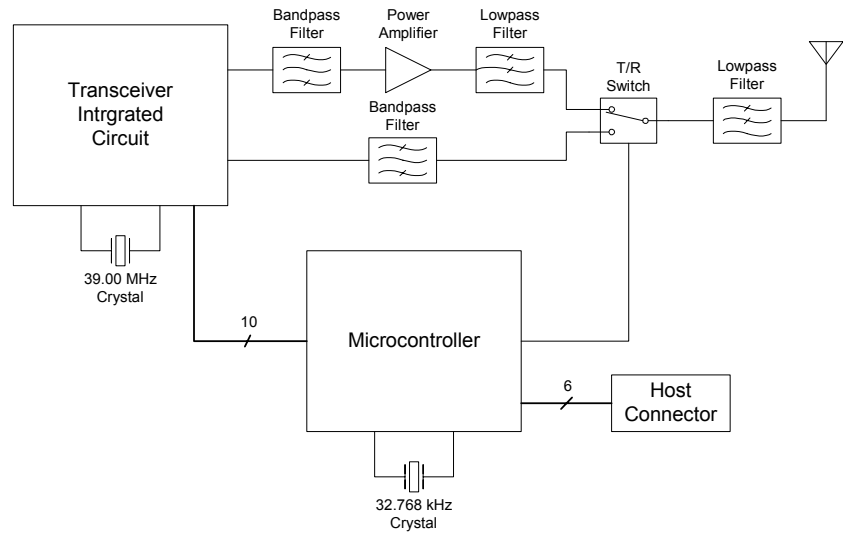 Bandpass
Filter
Power
Amplifier
Lowpass
Filter
Transceiver
Intrgrated
Circuit
T/R
Switch
Lowpass
Filter
Bandpass
Filter
39.00 MHz
Crystal
10
Microcontroller
6
Host
Connector
32.768 kHz
Crystal